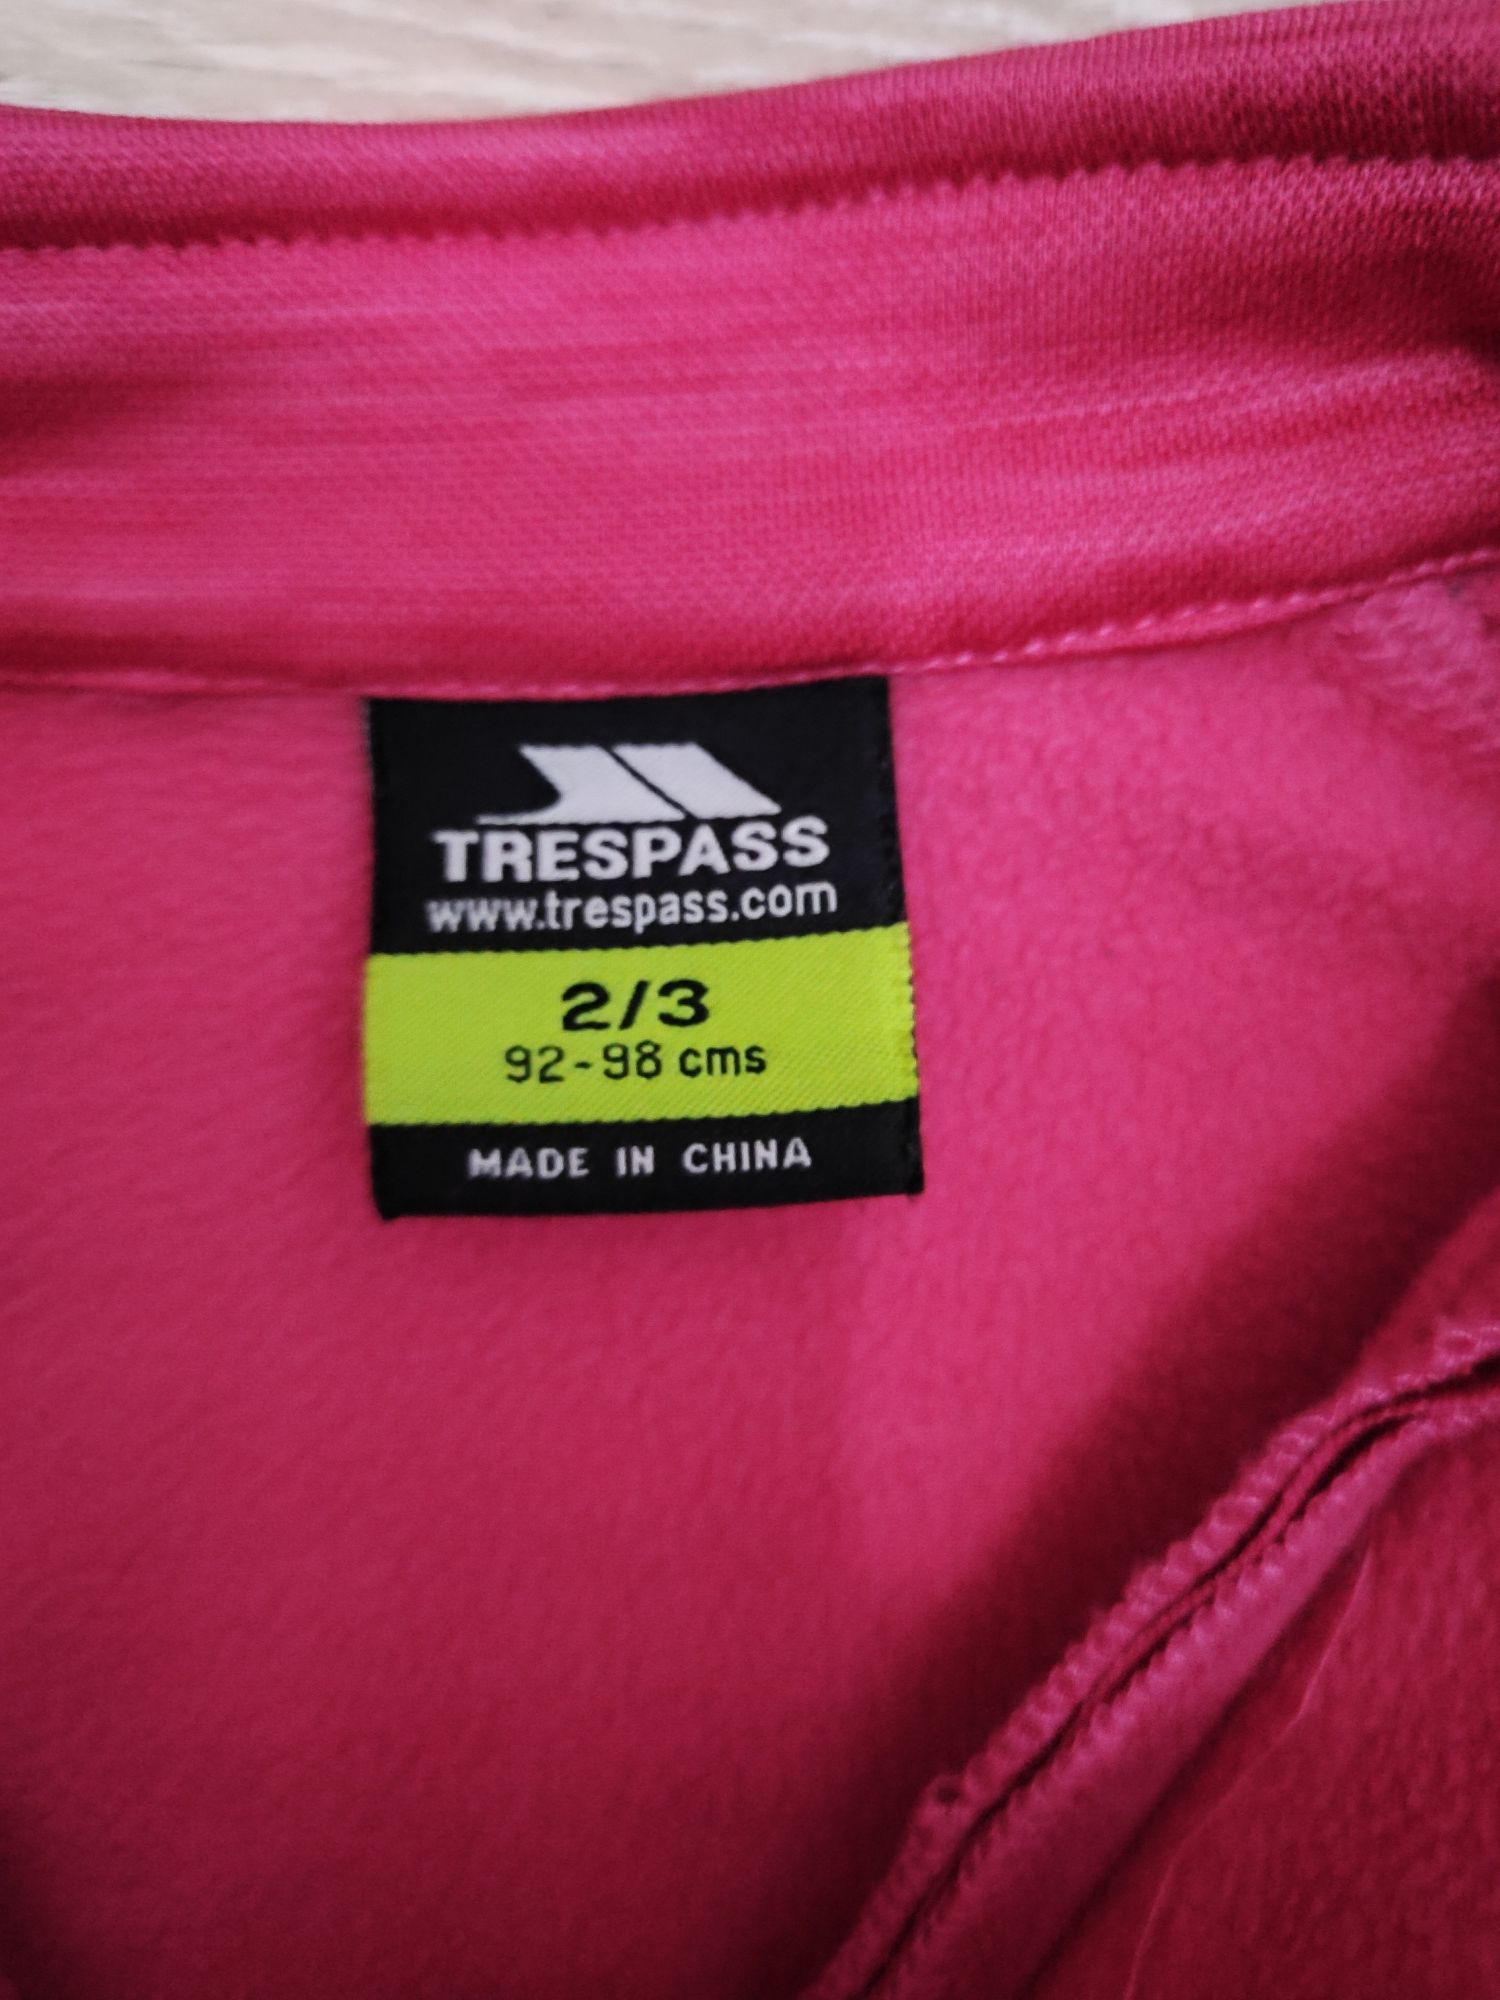 TRESPASS
www.trespass.com
2/3
92-98 cms
MADE IN CHINA